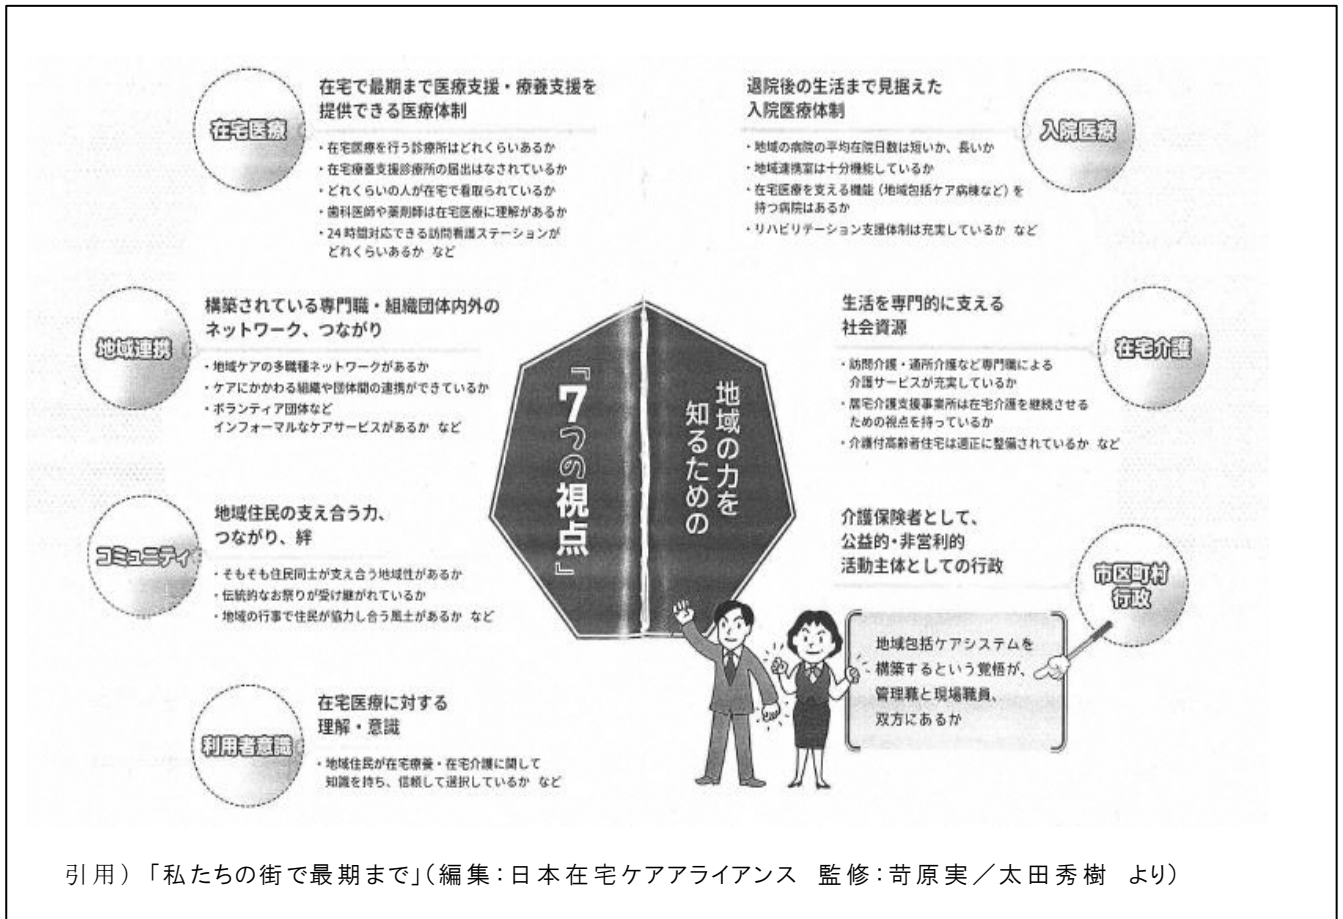 在宅医療
在宅で最期まで医療支援・療養支援を
提供できる医療体制
・在宅医療を行う診療所はどれくらいあるか
・在宅療養支援診療所の届出はなされているか
・どれくらいの人が在宅で看取られているか
・歯科医師や薬剤師は在宅医療に理解があるか
・24時間対応できる訪問看護ステーションが
どれくらいあるか など
退院後の生活まで見据えた
入院医療体制
入院医療
・地域の病院の平均在院日数は短いか、長いか
・地域連携室は十分機能しているか
・在宅医療を支える機能（地域包括ケア病棟など）を
持つ病院はあるか
・リハビリテーション支援体制は充実しているか など
地域連携
構築されている専門職・組織団体内外の
ネットワーク、つながり
・地域ケアの多職種ネットワークがあるか
・ケアにかかわる組織や団体間の連携ができているか
・ボランティア団体など
インフォーマルなケアサービスがあるか など
生活を専門的に支える
社会資源
在宅介護
・訪問介護・通所介護など専門職による
介護サービスが充実しているか
・居宅介護支援事業所は在宅介護を継続させる
ための視点を持っているか
・介護付高齢者住宅は適正に整備されているか など
地域の力を
知るための
『7つの視点』
コミュニティ
地域住民の支え合う力、
つながり、絆
・そもそも住民同士が支え合う地域性があるか
・伝統的なお祭りが受け継がれているか
・地域の行事で住民が協力し合う風土があるか など
介護保険者として、
公益的・非営利的
活動主体としての行政
市区町村
行政
地域包括ケアシステムを
構築するという覚悟が、
管理職と現場職員、
双方にあるか
利用者意識
在宅医療に対する
理解・意識
・地域住民が在宅療養・在宅介護に関して
知識を持ち、信頼して選択しているか など
引用）「私たちの街で最期まで」（編集：日本在宅ケアアライアンス 監修：苛原実／太田秀樹 より）